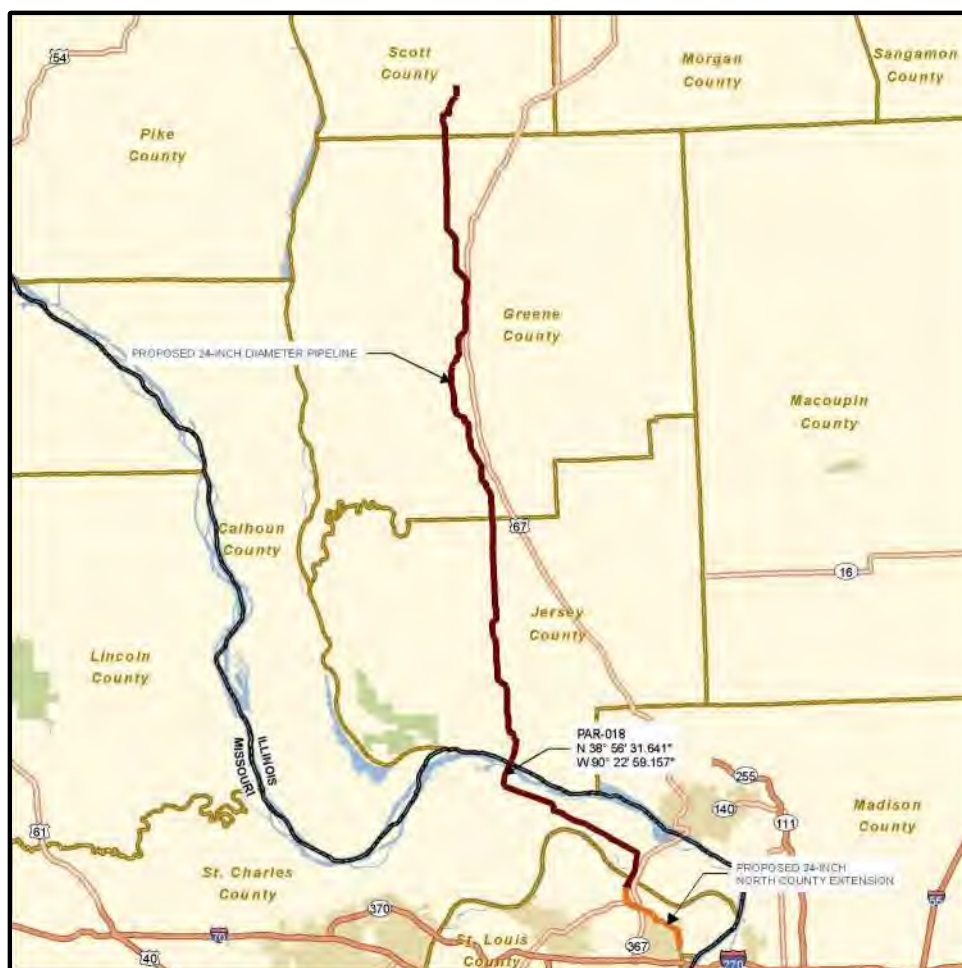 54
Scott
County
Morgan
County
Sangamon
County
Pike
County
Greene
County
PROPOSED 24-INCH DIAMETER PIPELINE
Macoupin
County
67
Calhoun
County
16
Jersey
County
Lincoln
County
PAR-018
N 38° 56' 31.641"
W 90° 22' 59.157"
ILLINOIS
MISSOURI
255
140
111
Madison
County
61
St. Charles
County
PROPOSED 24-INCH
NORTH COUNTY EXTENSION
55
370
70
St. Louis
County
367
40
270